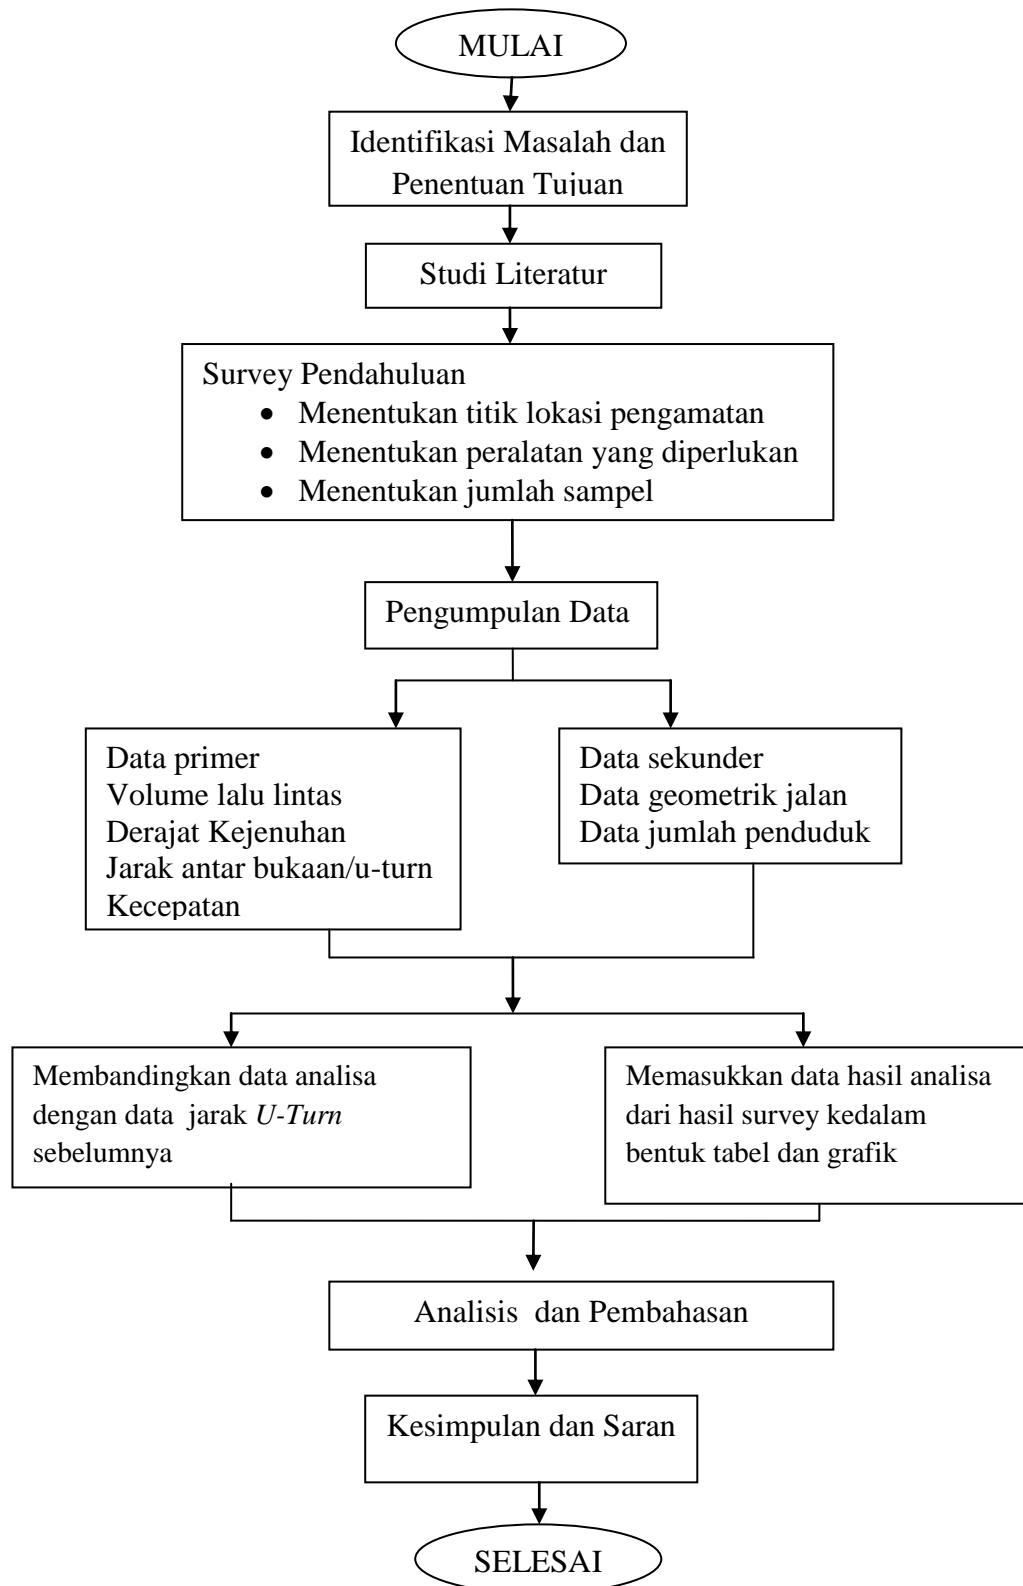 MULAI
Identifikasi Masalah dan
Penentuan Tujuan
Studi Literatur
Survey Pendahuluan
• Menentukan titik lokasi pengamatan
• Menentukan peralatan yang diperlukan
• Menentukan jumlah sampel
Pengumpulan Data
Data primer
Volume lalu lintas
Derajat Kejenuhan
Jarak antar bukaan/u-turn
Kecepatan
Data sekunder
Data geometrik jalan
Data jumlah penduduk
Membandingkan data analisa
dengan data jarak U-Turn
sebelumnya
Memasukkan data hasil analisa
dari hasil survey kedalam
bentuk tabel dan grafik
Analisis dan Pembahasan
Kesimpulan dan Saran
SELESAI